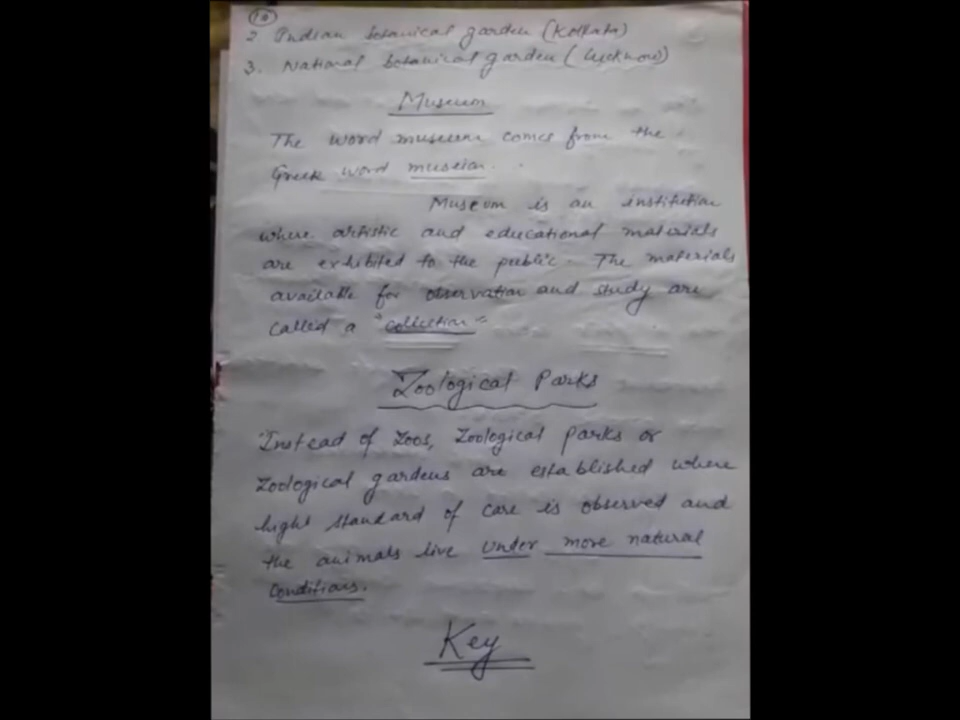 10
2 Indian botanical garden (Kolkata)
3. National botanical garden (Lucknow)
Museum
The word museum comes from the
Greek word museion.
Museum is an institution
where artistic and educational materials
are exhibited to the public. The materials
available for observation and study are
called a "collection"
Zoological Parks
Instead of Zoos, Zoological parks or
Zoological gardens are established where
hight standard of care is observed and
the animals live under more natural
Conditions.
Key